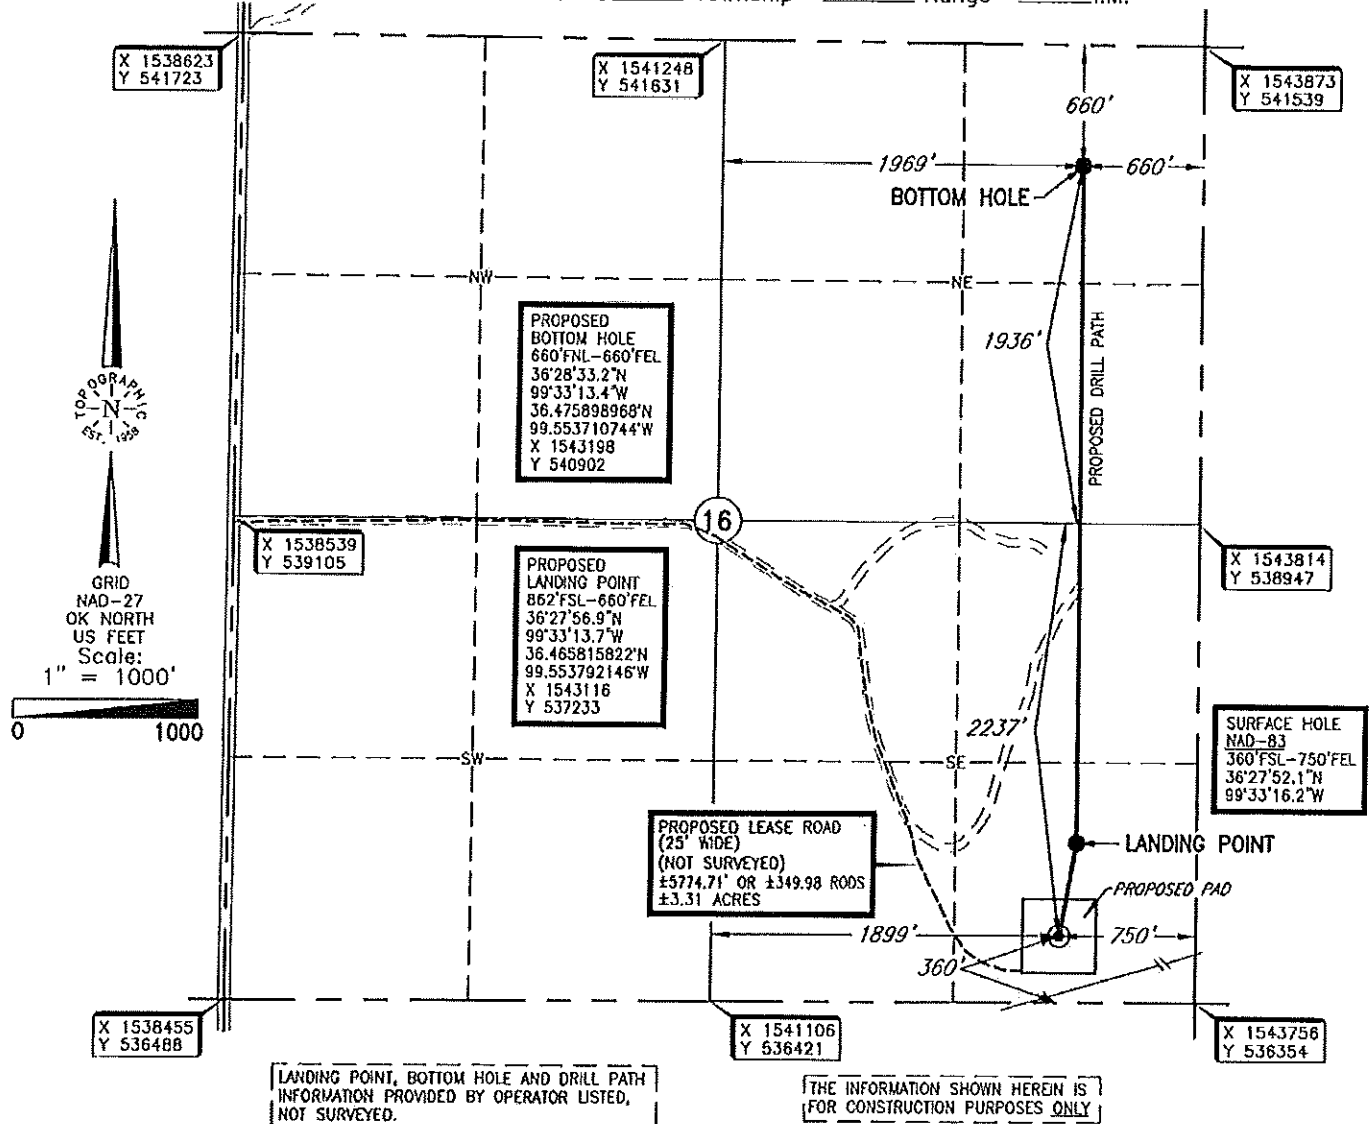 Township Range I.M.
X 1538623
Y 541723
X 1541248
Y 541631
X 1543873
Y 541539
660'
1969'
660'
BOTTOM HOLE
NW
NE
PROPOSED
BOTTOM HOLE
660'FNL-660'FEL
36°28'33.2"N
99°33'13.4"W
36.475898968°N
99.553710744°W
X 1543198
Y 540902
1936'
PROPOSED DRILL PATH
TOPOGRAPHIC
N
EST. 1958
16
X 1538539
Y 539105
X 1543814
Y 538947
GRID
NAD-27
OK NORTH
US FEET
Scale:
1" = 1000'
0 1000
PROPOSED
LANDING POINT
862'FSL-660'FEL
36°27'56.9"N
99°33'13.7"W
36.465815822°N
99.553792146°W
X 1543116
Y 537233
2237'
SW
SE
SURFACE HOLE
NAD-83
360'FSL-750'FEL
36°27'52.1"N
99°33'16.2"W
PROPOSED LEASE ROAD
(25' WIDE)
(NOT SURVEYED)
±5774.71' OR ±349.98 RODS
±3.31 ACRES
LANDING POINT
PROPOSED PAD
1899'
750'
360'
X 1538455
Y 536488
X 1541106
Y 536421
X 1543756
Y 536354
LANDING POINT, BOTTOM HOLE AND DRILL PATH
INFORMATION PROVIDED BY OPERATOR LISTED,
NOT SURVEYED.
THE INFORMATION SHOWN HEREIN IS
FOR CONSTRUCTION PURPOSES ONLY